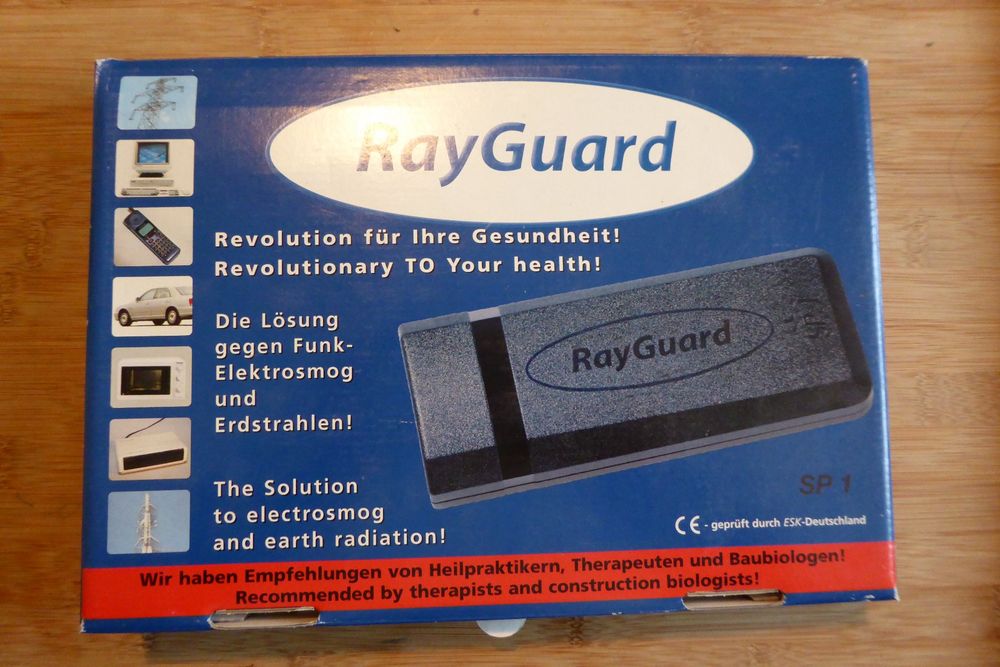 RayGuard
Revolution für Ihre Gesundheit!
Revolutionary TO Your health!
Die Lösung
gegen Funk-
Elektrosmog
und
Erdstrahlen!
RayGuard
The Solution
to electrosmog
and earth radiation!
SP 1
CE - geprüft durch ESK-Deutschland
Wir haben Empfehlungen von Heilpraktikern, Therapeuten und Baubiologen!
Recommended by therapists and construction biologists!